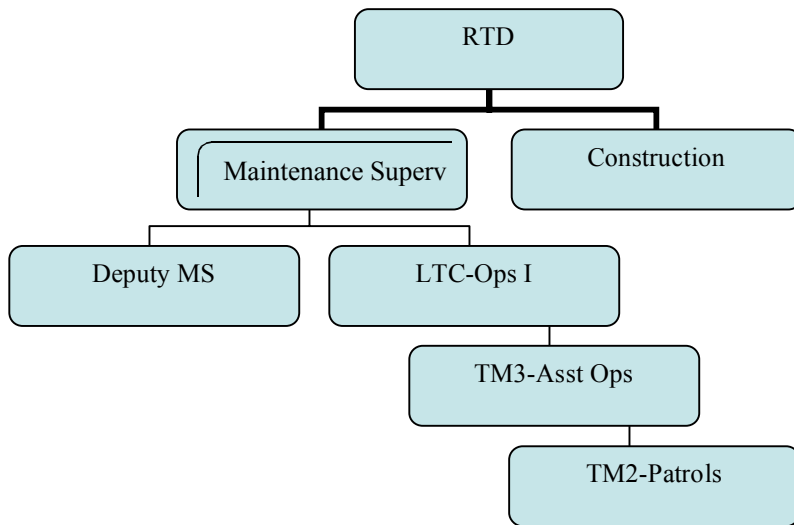 RTD
Maintenance Superv
Construction
Deputy MS
LTC-Ops I
TM3-Asst Ops
TM2-Patrols